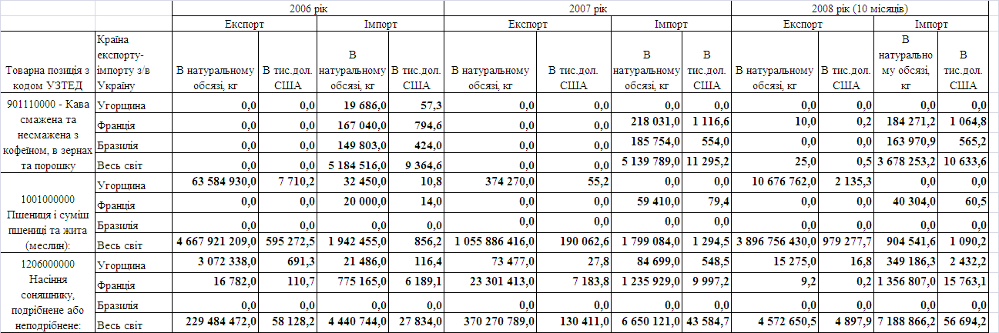 2006 рік 2007 рік 2008 рік (10 місяців)
Експорт Імпорт Експорт Імпорт Експорт Імпорт
Товарна позиція з кодом УЗТЕД Країна експорту-імпорту з/в Україну В натуральному обсязі, кг В тис.дол. США В натуральному обсязі, кг В тис.дол. США В натуральному обсязі, кг В тис.дол. США В натуральному обсязі, кг В тис.дол. США В натуральному обсязі, кг В тис.дол. США В натурально му обсязі, кг В тис.дол. США
901110000 - Кава смажена та несмажена з кофеїном, в зернах та порошку
Угорщина 0,0 0,0 19 686,0 57,3 0,0 0,0 0,0 0,0 0,0 0,0 0,0 0,0
Франція 0,0 0,0 167 040,0 794,6 0,0 0,0 218 031,0 1 116,6 10,0 0,2 184 271,2 1 064,8
Бразилія 0,0 0,0 149 803,0 424,0 0,0 0,0 185 754,0 554,0 0,0 0,0 163 970,9 565,2
Весь світ 0,0 0,0 5 184 516,0 9 364,6 0,0 0,0 5 139 789,0 11 295,2 25,0 0,5 3 678 253,2 10 633,6
1001000000 Пшениця і суміш пшениці та жита (меслин):
Угорщина 63 584 930,0 7 710,2 32 450,0 10,8 374 270,0 55,2 0,0 0,0 10 676 762,0 2 135,3 0,0 0,0
Франція 0,0 0,0 20 000,0 14,0 0,0 0,0 59 410,0 79,4 0,0 0,0 40 304,0 60,5
Бразилія 0,0 0,0 0,0 0,0 0,0 0,0 0,0 0,0 0,0 0,0 0,0 0,0
Весь світ 4 667 921 209,0 595 272,5 1 942 455,0 856,2 1 055 886 416,0 190 062,6 1 799 084,0 1 294,5 3 896 756 430,0 979 277,7 904 541,6 1 090,2
1206000000 Насіння соняшнику, подрібнене або неподрібнене:
Угорщина 3 072 338,0 691,3 21 486,0 116,4 73 477,0 27,8 84 699,0 548,5 15 275,0 16,8 349 186,3 2 432,2
Франція 16 782,0 110,7 775 165,0 6 189,1 23 301 413,0 7 183,8 1 235 929,0 9 997,2 9,2 0,2 1 356 807,0 15 763,1
Бразилія 0,0 0,0 0,0 0,0 0,0 0,0 0,0 0,0 0,0 0,0 0,0 0,0
Весь світ 229 484 472,0 58 128,2 4 440 744,0 27 834,0 370 270 789,0 130 411,0 6 650 121,0 43 584,7 4 572 650,5 4 897,9 7 188 866,2 56 694,2